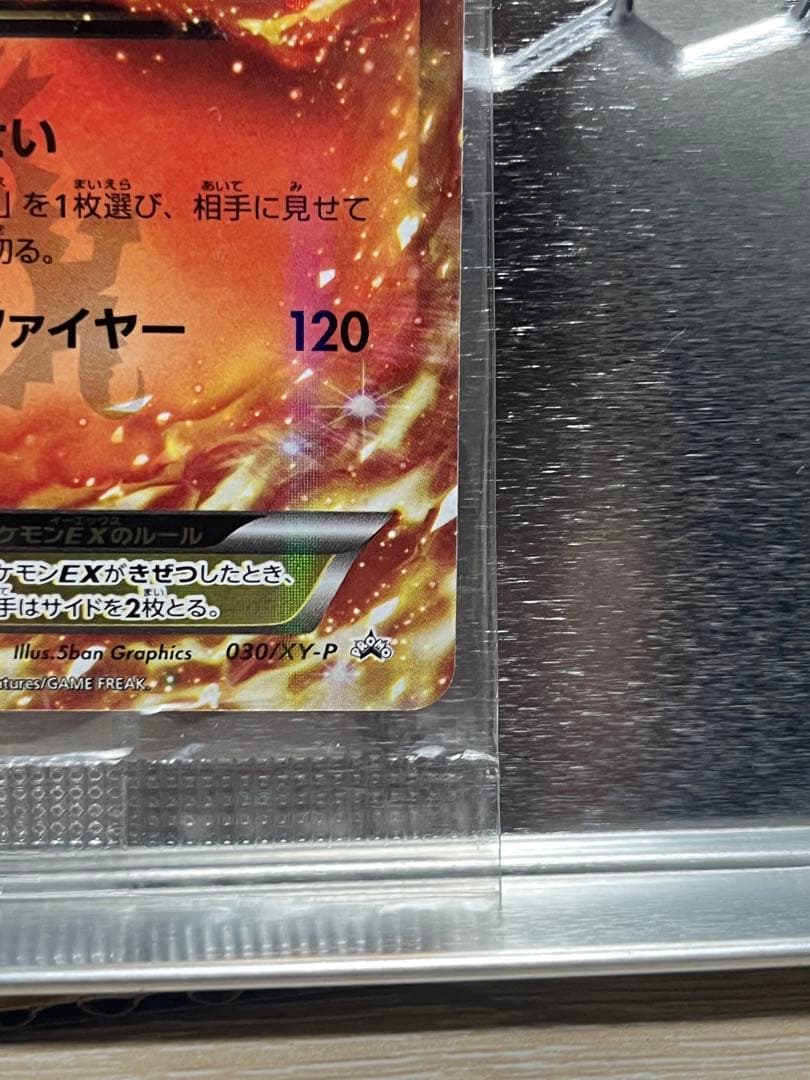 せい
」を1枚選び、相手に見せて
切る。
ファイヤー 120
ケモンEXのルール
ケモンEXがきぜつしたとき、
手はサイドを2枚とる。
Illus.5ban Graphics 030/XY-P PROMO
atures/GAME FREAK.